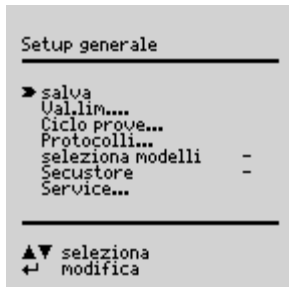 Setup generale
salva
Val.lim....
Ciclo prove...
Protocolli...
seleziona modelli -
Secustore -
Service...
▲▼ seleziona
↵ modifica